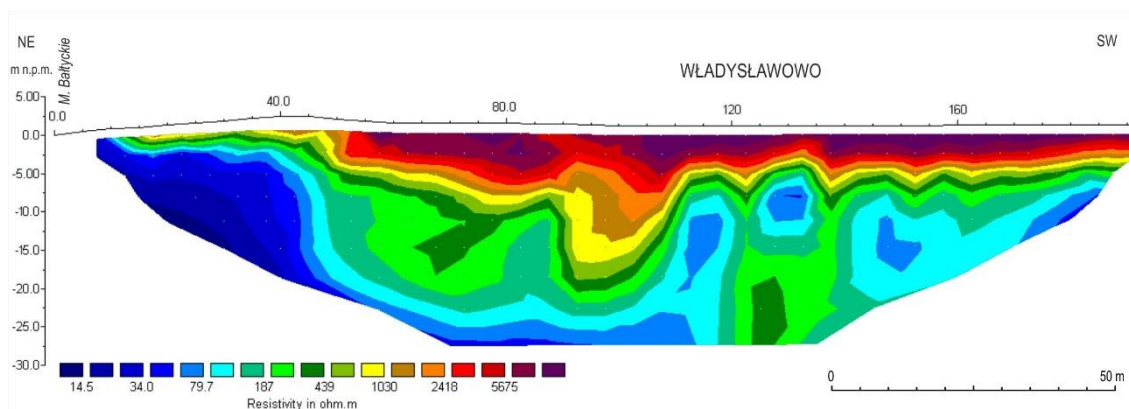 NE
SW
m n.p.m.
M. Bałtyckie
WŁADYSŁAWOWO
0.0 40.0 80.0 120 160
5.00
0.0
-5.00
-10.0
-15.0
-20.0
-25.0
-30.0
14.5 34.0 79.7 187 439 1030 2418 5675
Resistivity in ohm.m
0 50 m